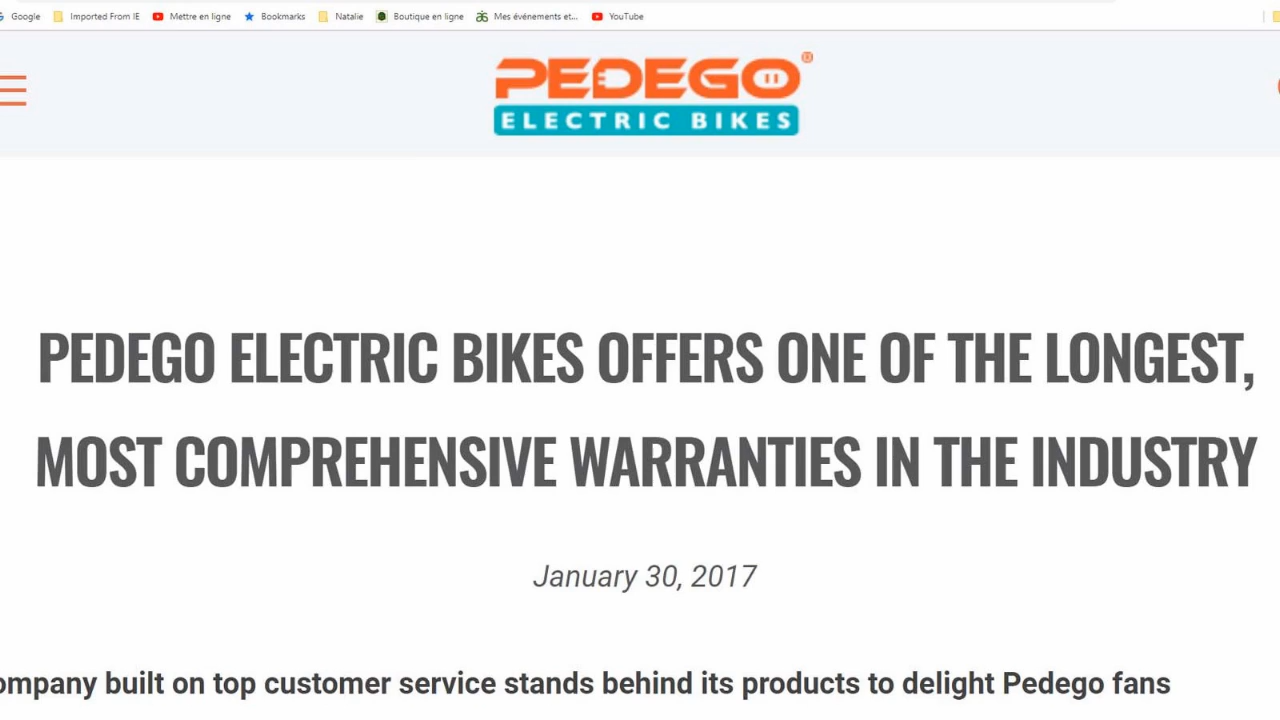 Google Imported From IE Mettre en ligne Bookmarks Natalie Boutique en ligne Mes événements et... YouTube
PEDEGO
ELECTRIC BIKES
PEDEGO ELECTRIC BIKES OFFERS ONE OF THE LONGEST,
MOST COMPREHENSIVE WARRANTIES IN THE INDUSTRY
January 30, 2017
ompany built on top customer service stands behind its products to delight Pedego fans